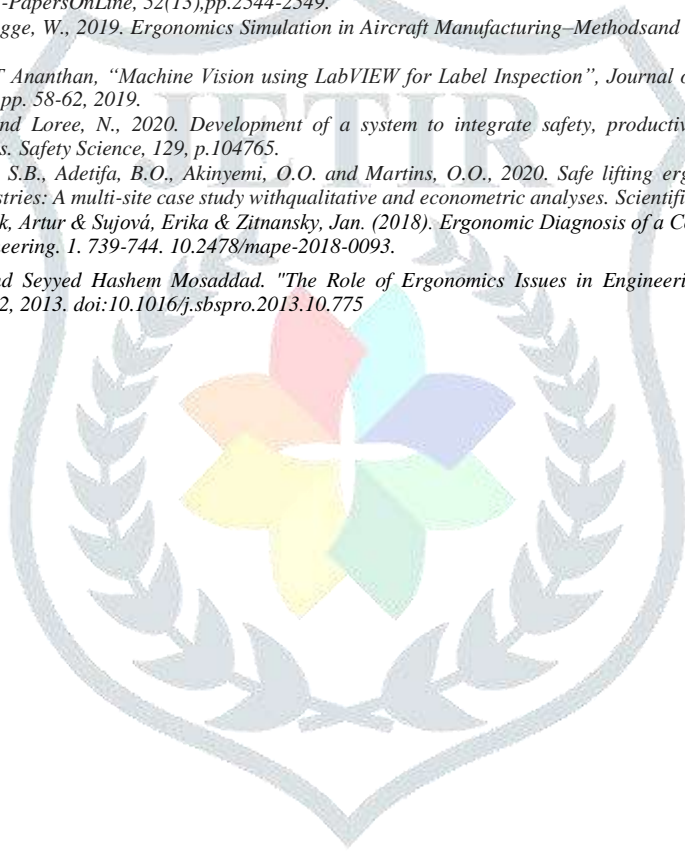 -PapersOnLine, 52(13),pp.2544-2549.
gge, W., 2019. Ergonomics Simulation in Aircraft Manufacturing–Methodsand
T Ananthan, “Machine Vision using LabVIEW for Label Inspection”, Journal o
pp. 58-62, 2019.
nd Loree, N., 2020. Development of a system to integrate safety, productiv
s. Safety Science, 129, p.104765.
S.B., Adetifa, B.O., Akinyemi, O.O. and Martins, O.O., 2020. Safe lifting erg
stries: A multi-site case study withqualitative and econometric analyses. Scientifi
k, Artur & Sujová, Erika & Zitnansky, Jan. (2018). Ergonomic Diagnosis of a C
eering. 1. 739-744. 10.2478/mape-2018-0093.
nd Seyyed Hashem Mosaddad. "The Role of Ergonomics Issues in Engineeri
2, 2013. doi:10.1016/j.sbspro.2013.10.775
JETIR